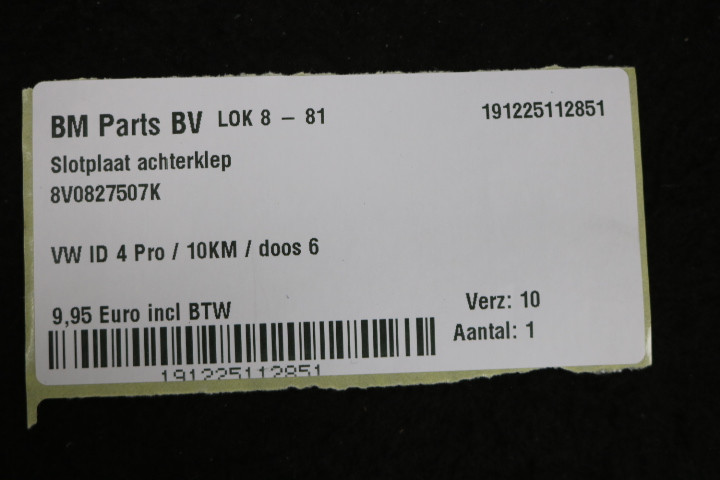 BM Parts BV LOK 8 – 81 191225112851
Slotplaat achterklep
8V0827507K
VW ID 4 Pro / 10KM / doos 6
9,95 Euro incl BTW Verz: 10
Aantal: 1
191225112851